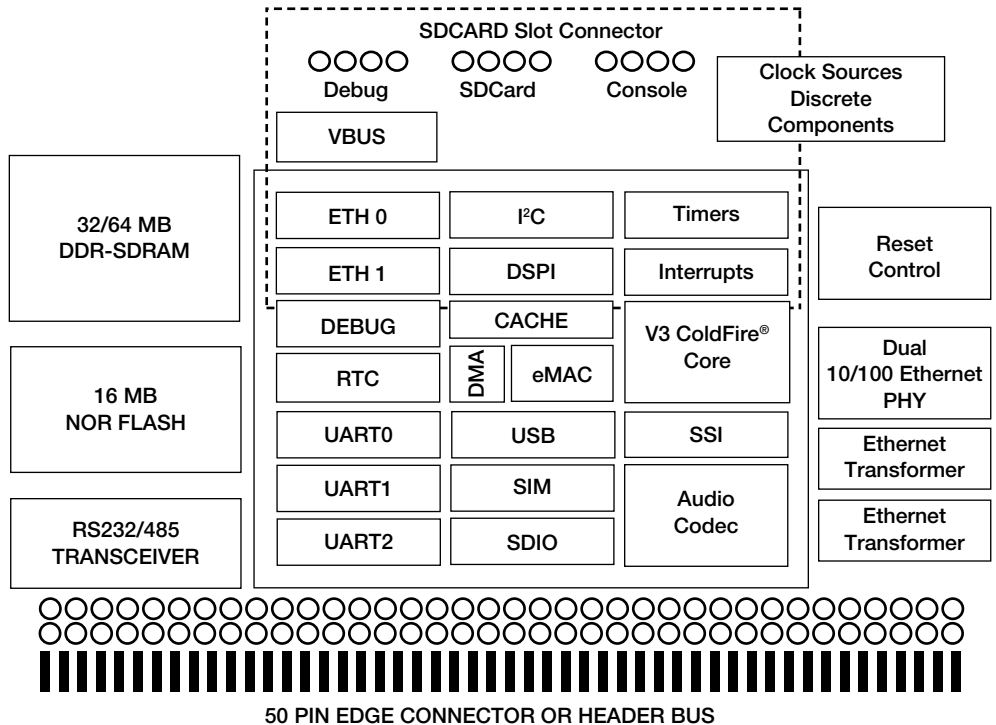 SDCARD Slot Connector
Debug
SDCard
Console
Clock Sources
Discrete
Components
VBUS
32/64 MB
DDR-SDRAM
16 MB
NOR FLASH
RS232/485
TRANSCEIVER
ETH 0
I²C
Timers
ETH 1
DSPI
Interrupts
DEBUG
CACHE
V3 ColdFire®
Core
RTC
DMA
eMAC
UART0
USB
SSI
UART1
SIM
Audio
Codec
UART2
SDIO
Reset
Control
Dual
10/100 Ethernet
PHY
Ethernet
Transformer
Ethernet
Transformer
50 PIN EDGE CONNECTOR OR HEADER BUS